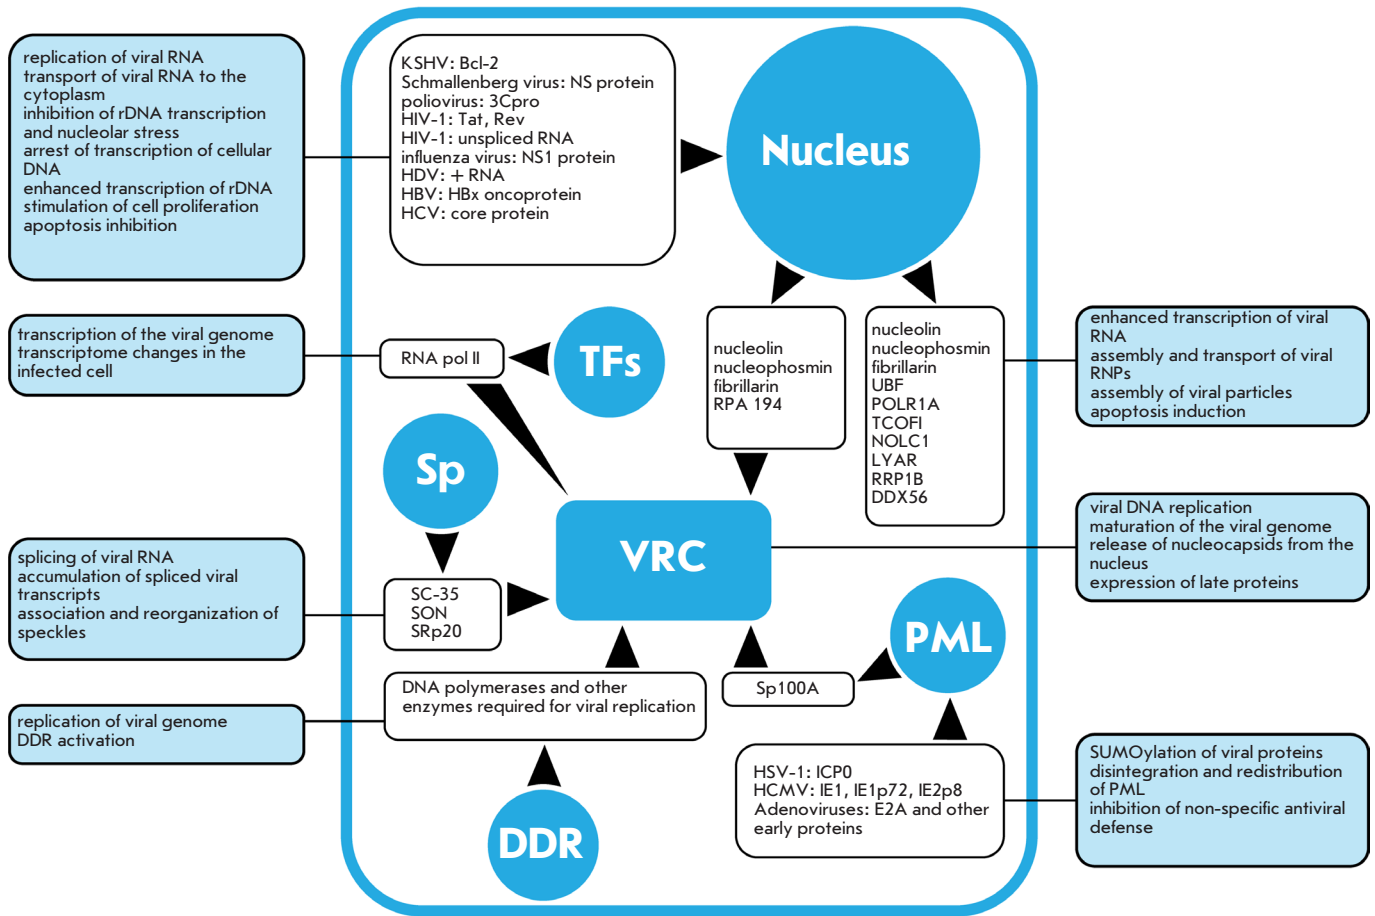 replication of viral RNA
transport of viral RNA to the
cytoplasm
inhibition of rDNA transcription
and nucleolar stress
arrest of transcription of cellular
DNA
enhanced transcription of rDNA
stimulation of cell proliferation
apoptosis inhibition
KSHV: Bcl-2
Schmallenberg virus: NS protein
poliovirus: 3Cpro
HIV-1: Tat, Rev
HIV-1: unspliced RNA
influenza virus: NS1 protein
HDV: + RNA
HBV: HBx oncoprotein
HCV: core protein
Nucleus
transcription of the viral genome
transcriptome changes in the
infected cell
RNA pol II
TFs
nucleolin
nucleophosmin
fibrillarin
RPA 194
nucleolin
nucleophosmin
fibrillarin
UBF
POLR1A
TCOFI
NOLC1
LYAR
RRP1B
DDX56
enhanced transcription of viral
RNA
assembly and transport of viral
RNPs
assembly of viral particles
apoptosis induction
Sp
VRC
viral DNA replication
maturation of the viral genome
release of nucleocapsids from the
nucleus
expression of late proteins
splicing of viral RNA
accumulation of spliced viral
transcripts
association and reorganization of
speckles
SC-35
SON
SRp20
PML
Sp100A
DNA polymerases and other
enzymes required for viral replication
replication of viral genome
DDR activation
DDR
HSV-1: ICP0
HCMV: IE1, IE1p72, IE2p8
Adenoviruses: E2A and other
early proteins
SUMOylation of viral proteins
disintegration and redistribution
of PML
inhibition of non-specific antiviral
defense